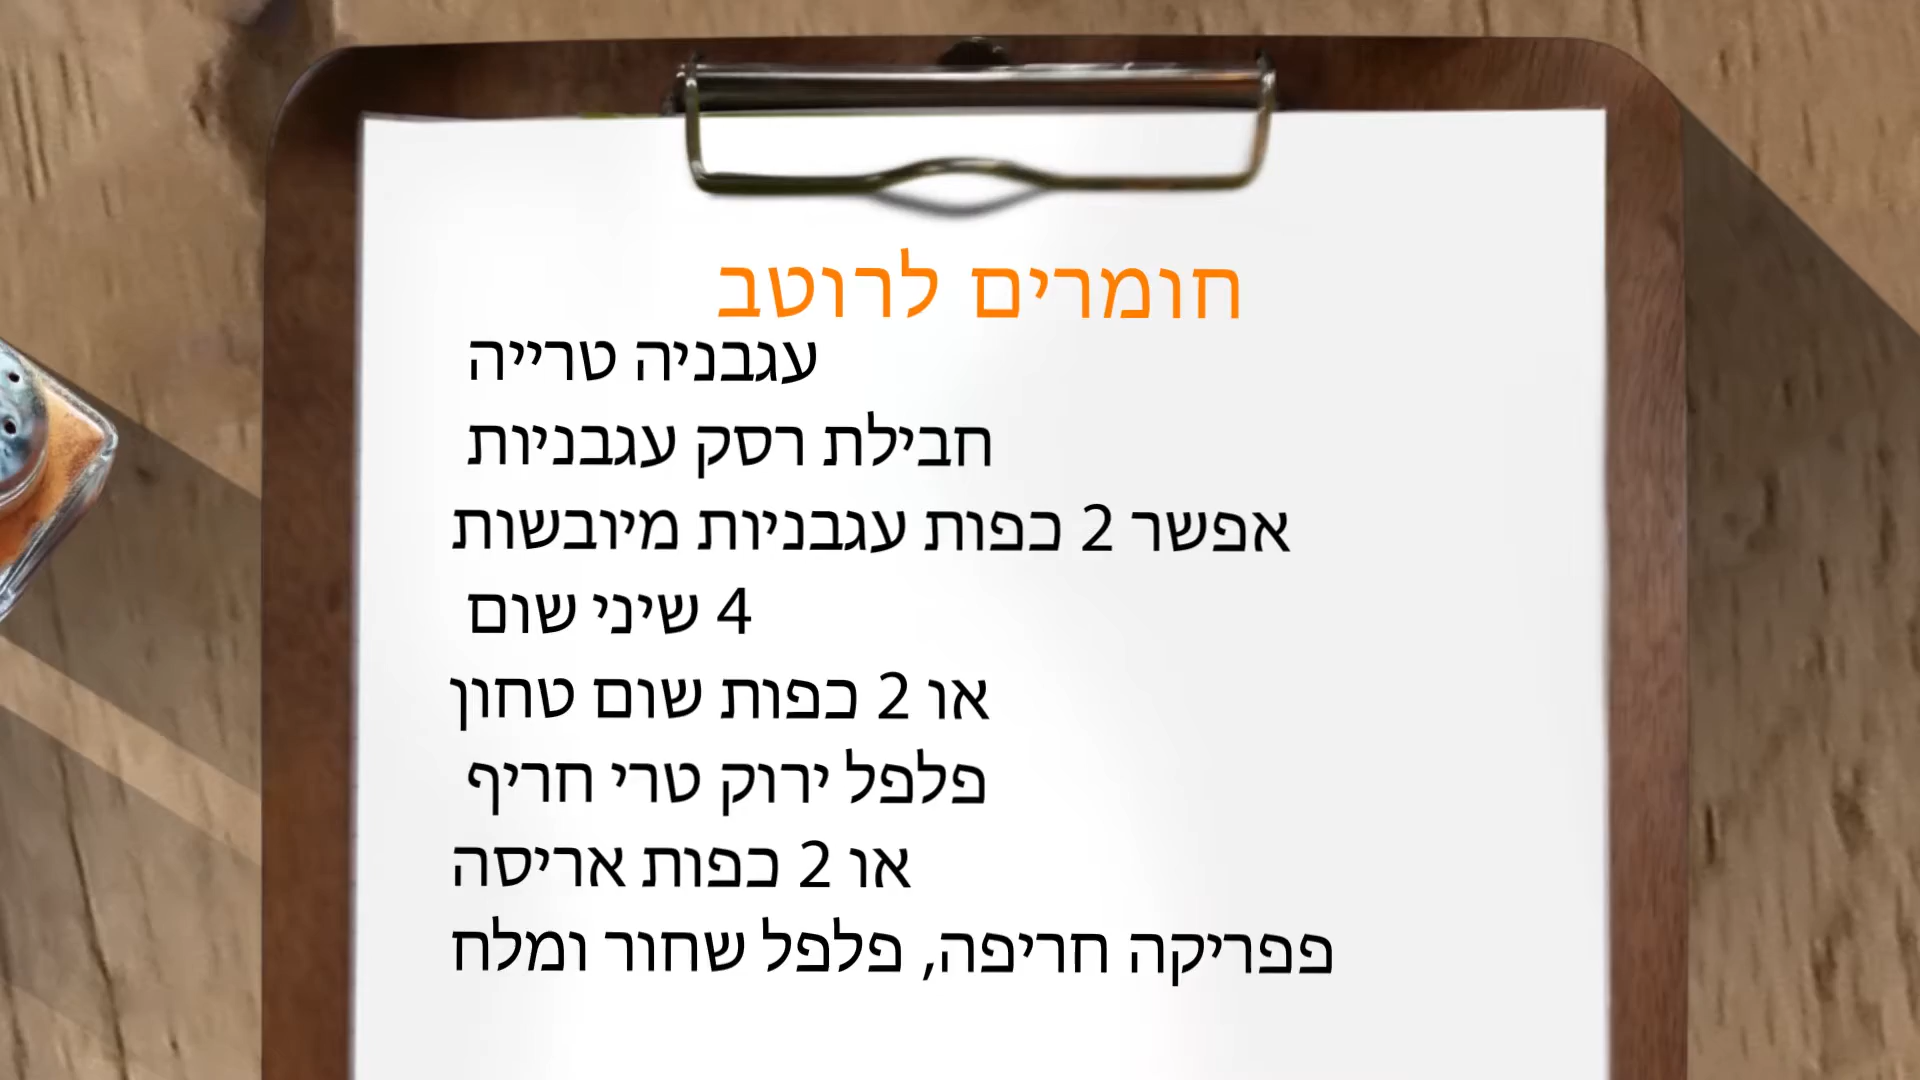 חומרים לרוטב
עגבניה טרייה
חבילת רסק עגבניות
אפשר 2 כפות עגבניות מיובשות
4 שיני שום
או 2 כפות שום טחון
פלפל ירוק טרי חריף
או 2 כפות אריסה
פפריקה חריפה, פלפל שחור ומלח